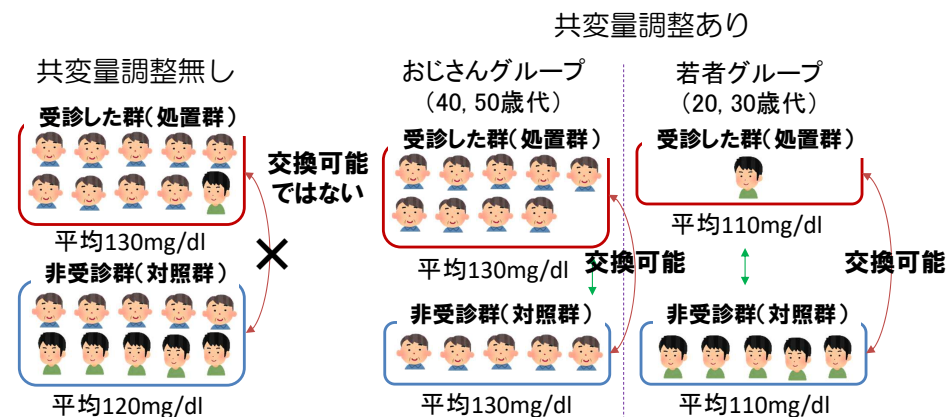 共変量調整無し
受診した群(処置群)
平均130mg/dl
非受診群(対照群)
平均120mg/dl
交換可能
ではない
×
共変量調整あり
おじさんグループ
(40, 50歳代)
受診した群(処置群)
平均130mg/dl
交換可能
非受診群(対照群)
平均130mg/dl
若者グループ
(20, 30歳代)
受診した群(処置群)
平均110mg/dl
交換可能
非受診群(対照群)
平均110mg/dl